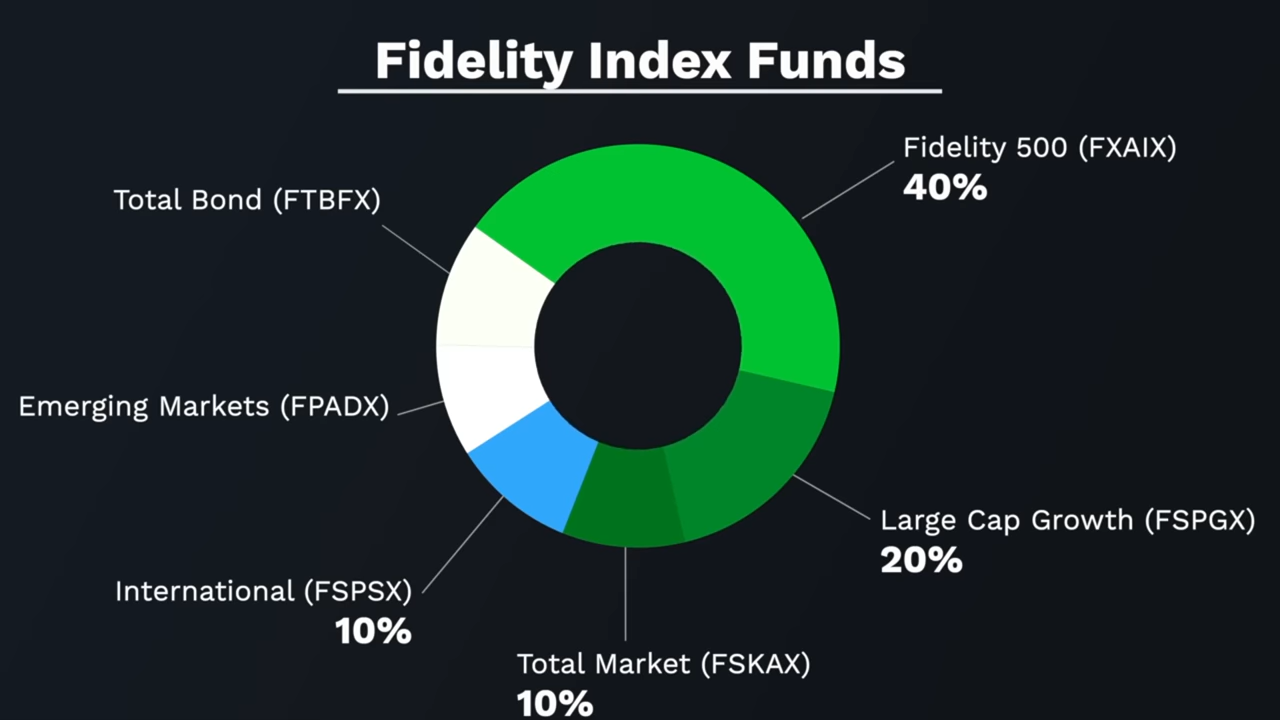 Fidelity Index Funds
Fidelity 500 (FXAIX)
40%
Total Bond (FTBFX)
Emerging Markets (FPADX)
Large Cap Growth (FSPGX)
20%
International (FSPSX)
10%
Total Market (FSKAX)
10%